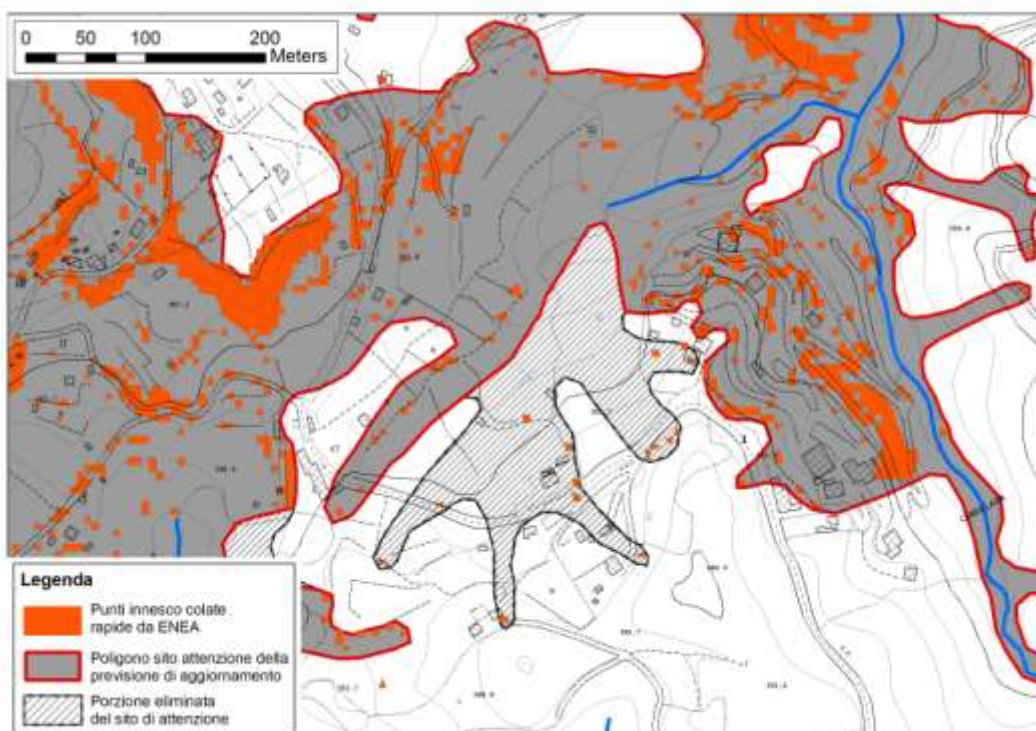 0 50 100 200
Meters
Legenda
Punti innesco colate
rapide da ENEA
Poligono sito attenzione della
previsione di aggiornamento
Porzione eliminata
del sito di attenzione